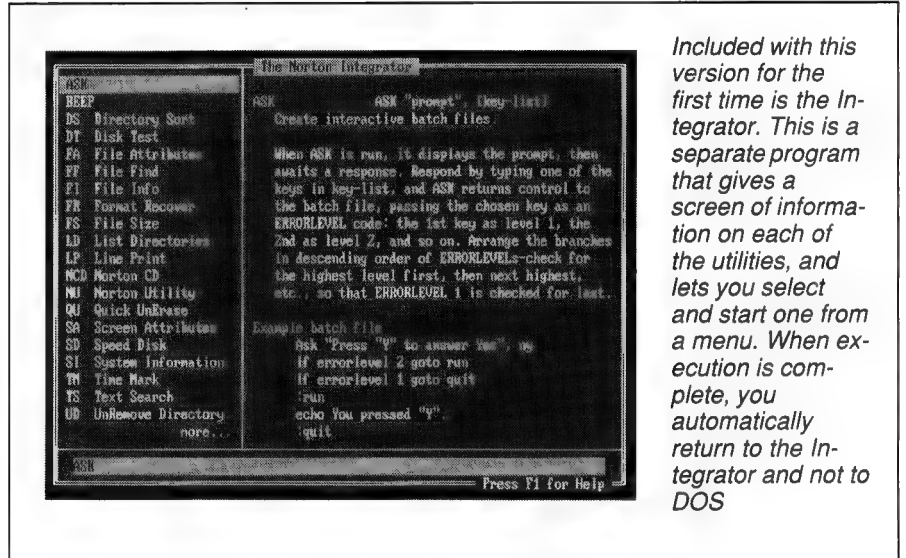 The Norton Integrator
ASK
BEEP
DS Directory Sort
DT Disk Test
FA File Attributes
FF File Find
FI File Info
FR Format Recover
FS File Size
LD List Directories
LP Line Print
NCD Norton CD
NU Norton Utility
QU Quick UnErase
SA Screen Attributes
SD Speed Disk
SI System Information
TM Time Mark
TS Text Search
UD UnRemove Directory
more...
ASK ASK "prompt", [key-list]
Create interactive batch files.
When ASK is run, it displays the prompt, then
awaits a response. Respond by typing one of the
keys in key-list, and ASK returns control to
the batch file, passing the chosen key as an
ERRORLEVEL code: the 1st key as level 1, the
2nd as level 2, and so on. Arrange the branches
in descending order of ERRORLEVELs-check for
the highest level first, then next highest,
etc., so that ERRORLEVEL 1 is checked for last.
Example batch file
Ask "Press "Y" to answer Yes", ny
If errorlevel 2 goto run
If errorlevel 1 goto quit
:run
echo You pressed "Y".
:quit
ASK
Press F1 for Help
Included with this
version for the
first time is the In-
tegrator. This is a
separate program
that gives a
screen of informa-
tion on each of
the utilities, and
lets you select
and start one from
a menu. When ex-
ecution is com-
plete, you
automatically
return to the In-
tegrator and not to
DOS